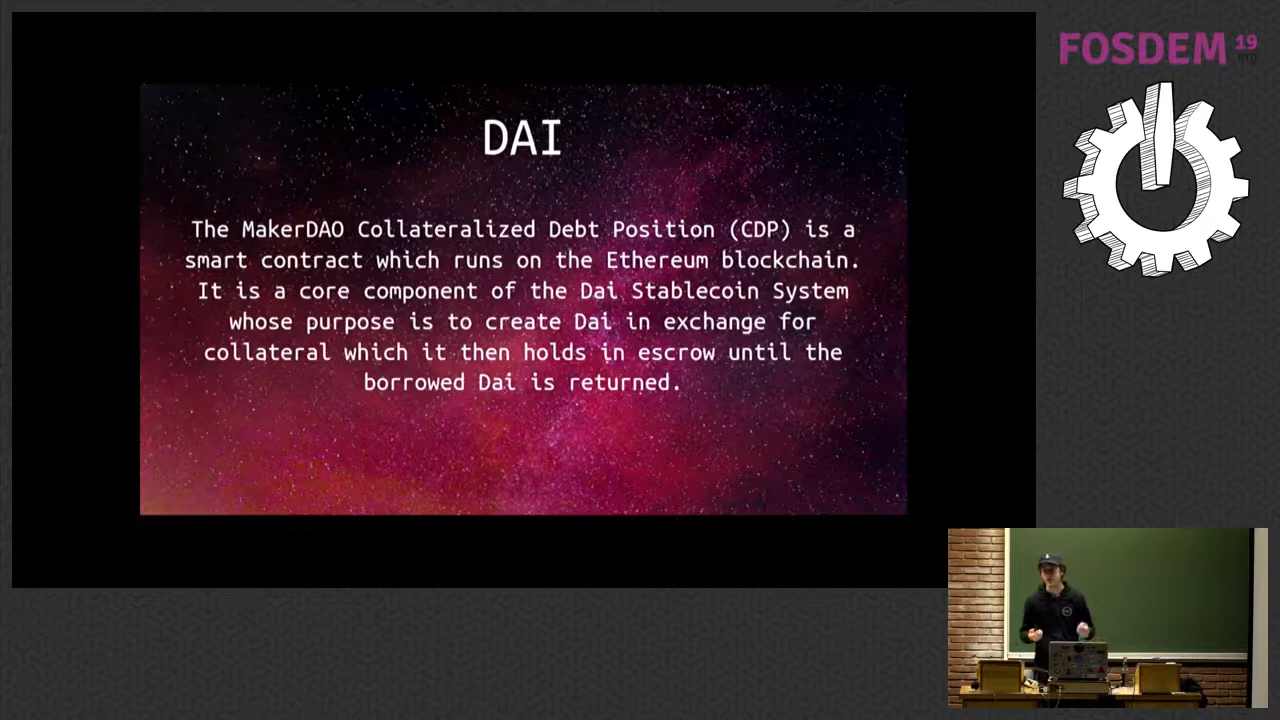 FOSDEM 19
.org
DAI
The MakerDAO Collateralized Debt Position (CDP) is a
smart contract which runs on the Ethereum blockchain.
It is a core component of the Dai Stablecoin System
whose purpose is to create Dai in exchange for
collateral which it then holds in escrow until the
borrowed Dai is returned.